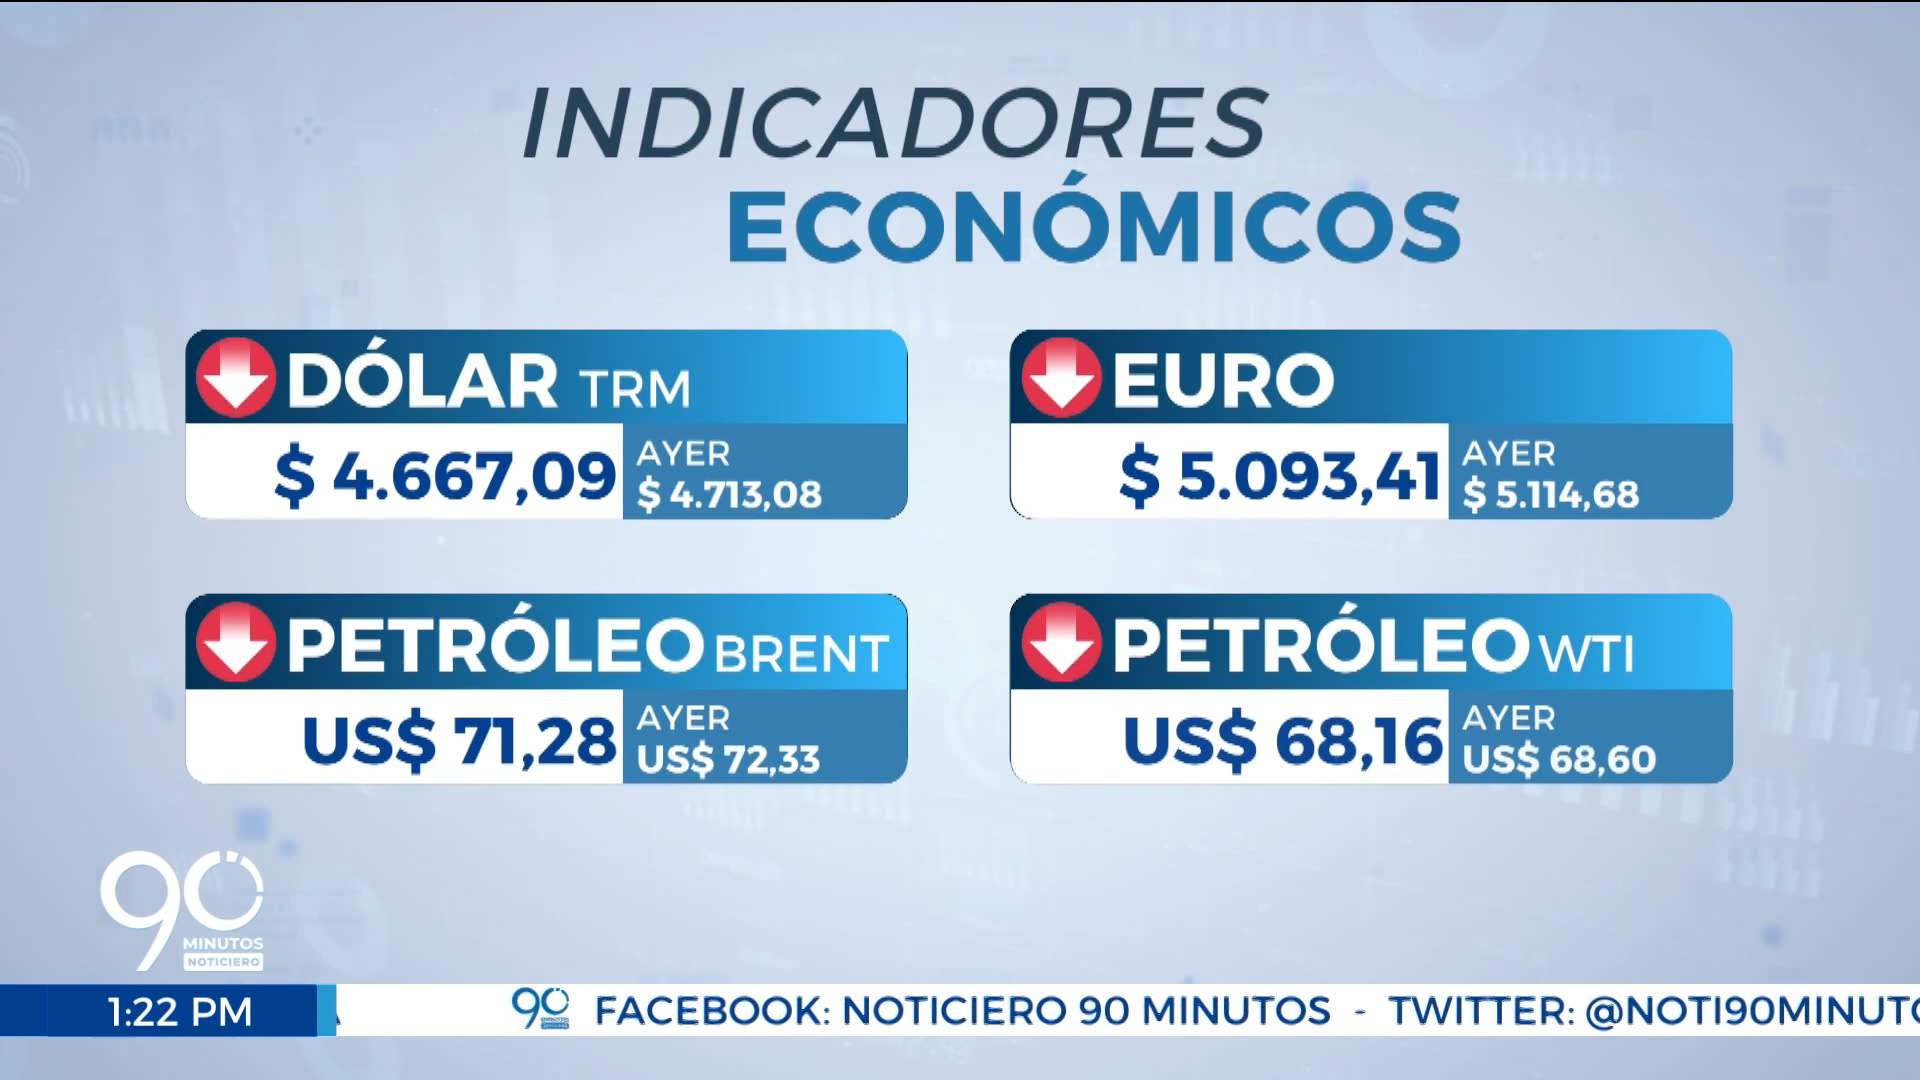 INDICADORES
ECONÓMICOS
DÓLAR TRM
$ 4.667,09
AYER
$ 4.713,08
EURO
$ 5.093,41
AYER
$ 5.114,68
PETRÓLEO BRENT
US$ 71,28
AYER
US$ 72,33
PETRÓLEO WTI
US$ 68,16
AYER
US$ 68,60
90
MINUTOS
NOTICIERO
1:22 PM
90 FACEBOOK: NOTICIERO 90 MINUTOS - TWITTER: @NOTI90MINUTO